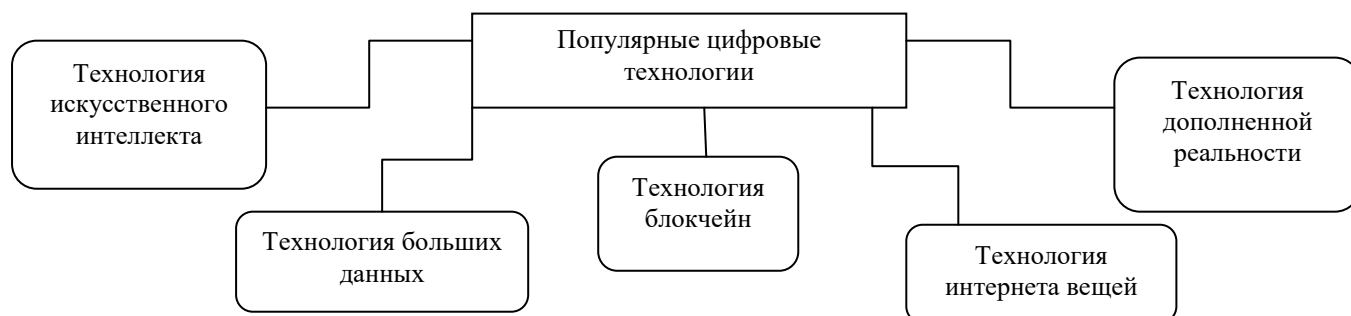 Популярные цифровые
технологии
Технология
искусственного
интеллекта
Технология больших
данных
Технология
блокчейн
Технология
интернета вещей
Технология
дополненной
реальности